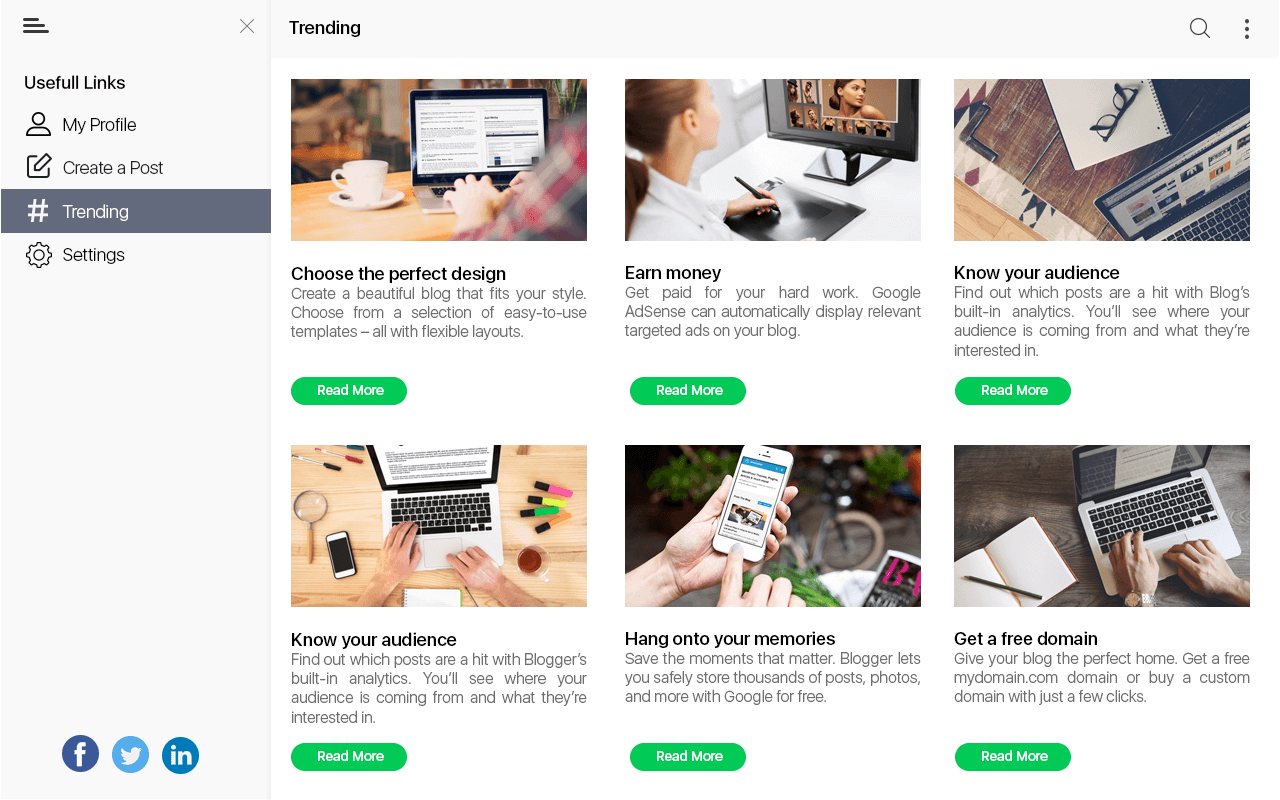 Trending
Usefull Links
My Profile
Create a Post
Trending
Settings
Choose the perfect design
Create a beautiful blog that fits your style.
Choose from a selection of easy-to-use
templates – all with flexible layouts.
Read More
Earn money
Get paid for your hard work. Google
AdSense can automatically display relevant
targeted ads on your blog.
Read More
Know your audience
Find out which posts are a hit with Blog’s
built-in analytics. You’ll see where your
audience is coming from and what they’re
interested in.
Read More
Know your audience
Find out which posts are a hit with Blogger’s
built-in analytics. You’ll see where your
audience is coming from and what they’re
interested in.
Read More
Hang onto your memories
Save the moments that matter. Blogger lets
you safely store thousands of posts, photos,
and more with Google for free.
Read More
Get a free domain
Give your blog the perfect home. Get a free
mydomain.com domain or buy a custom
domain with just a few clicks.
Read More
f
in